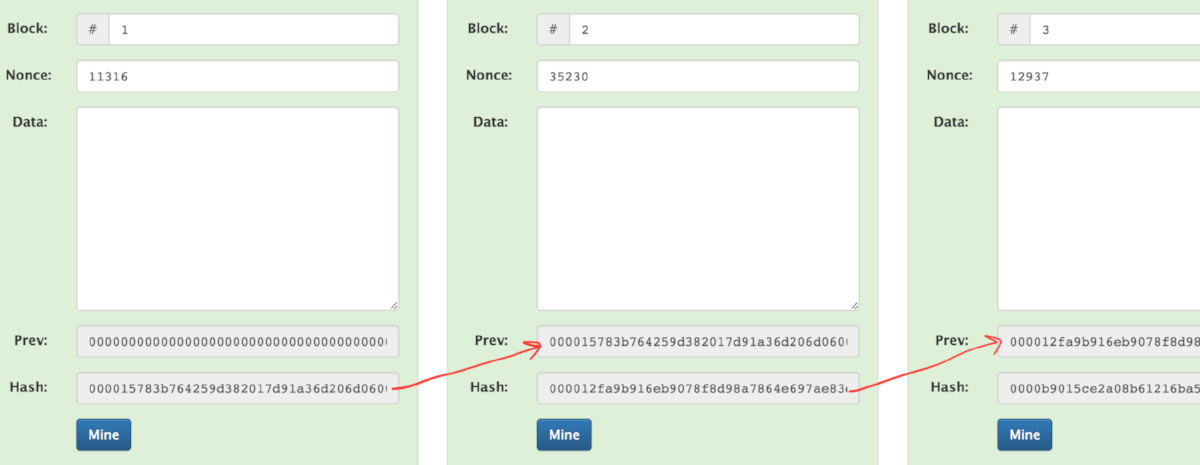 Block: # 1
Nonce: 11316
Data:
Prev: 0000000000000000000000000000000000000
Hash: 000015783b764259d382017d91a36d206d060
Mine
Block: # 2
Nonce: 35230
Data:
Prev: 000015783b764259d382017d91a36d206d060
Hash: 000012fa9b916eb9078f8d98a7864e697ae83
Mine
Block: # 3
Nonce: 12937
Data:
Prev: 000012fa9b916eb9078f8d98
Hash: 0000b9015ce2a08b61216ba5
Mine